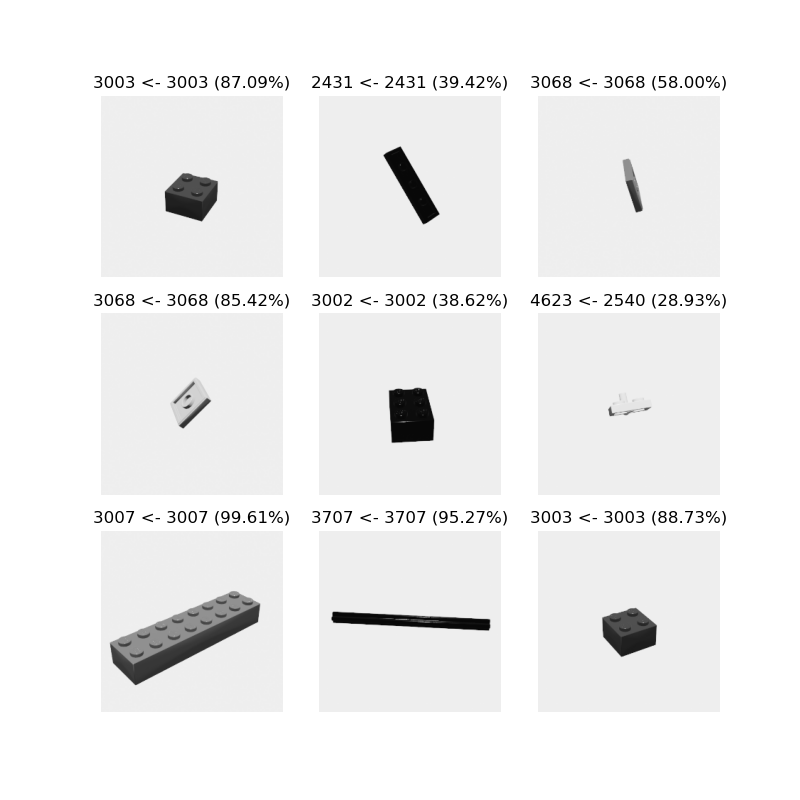 3003 <- 3003 (87.09%)
2431 <- 2431 (39.42%)
3068 <- 3068 (58.00%)
3068 <- 3068 (85.42%)
3002 <- 3002 (38.62%)
4623 <- 2540 (28.93%)
3007 <- 3007 (99.61%)
3707 <- 3707 (95.27%)
3003 <- 3003 (88.73%)